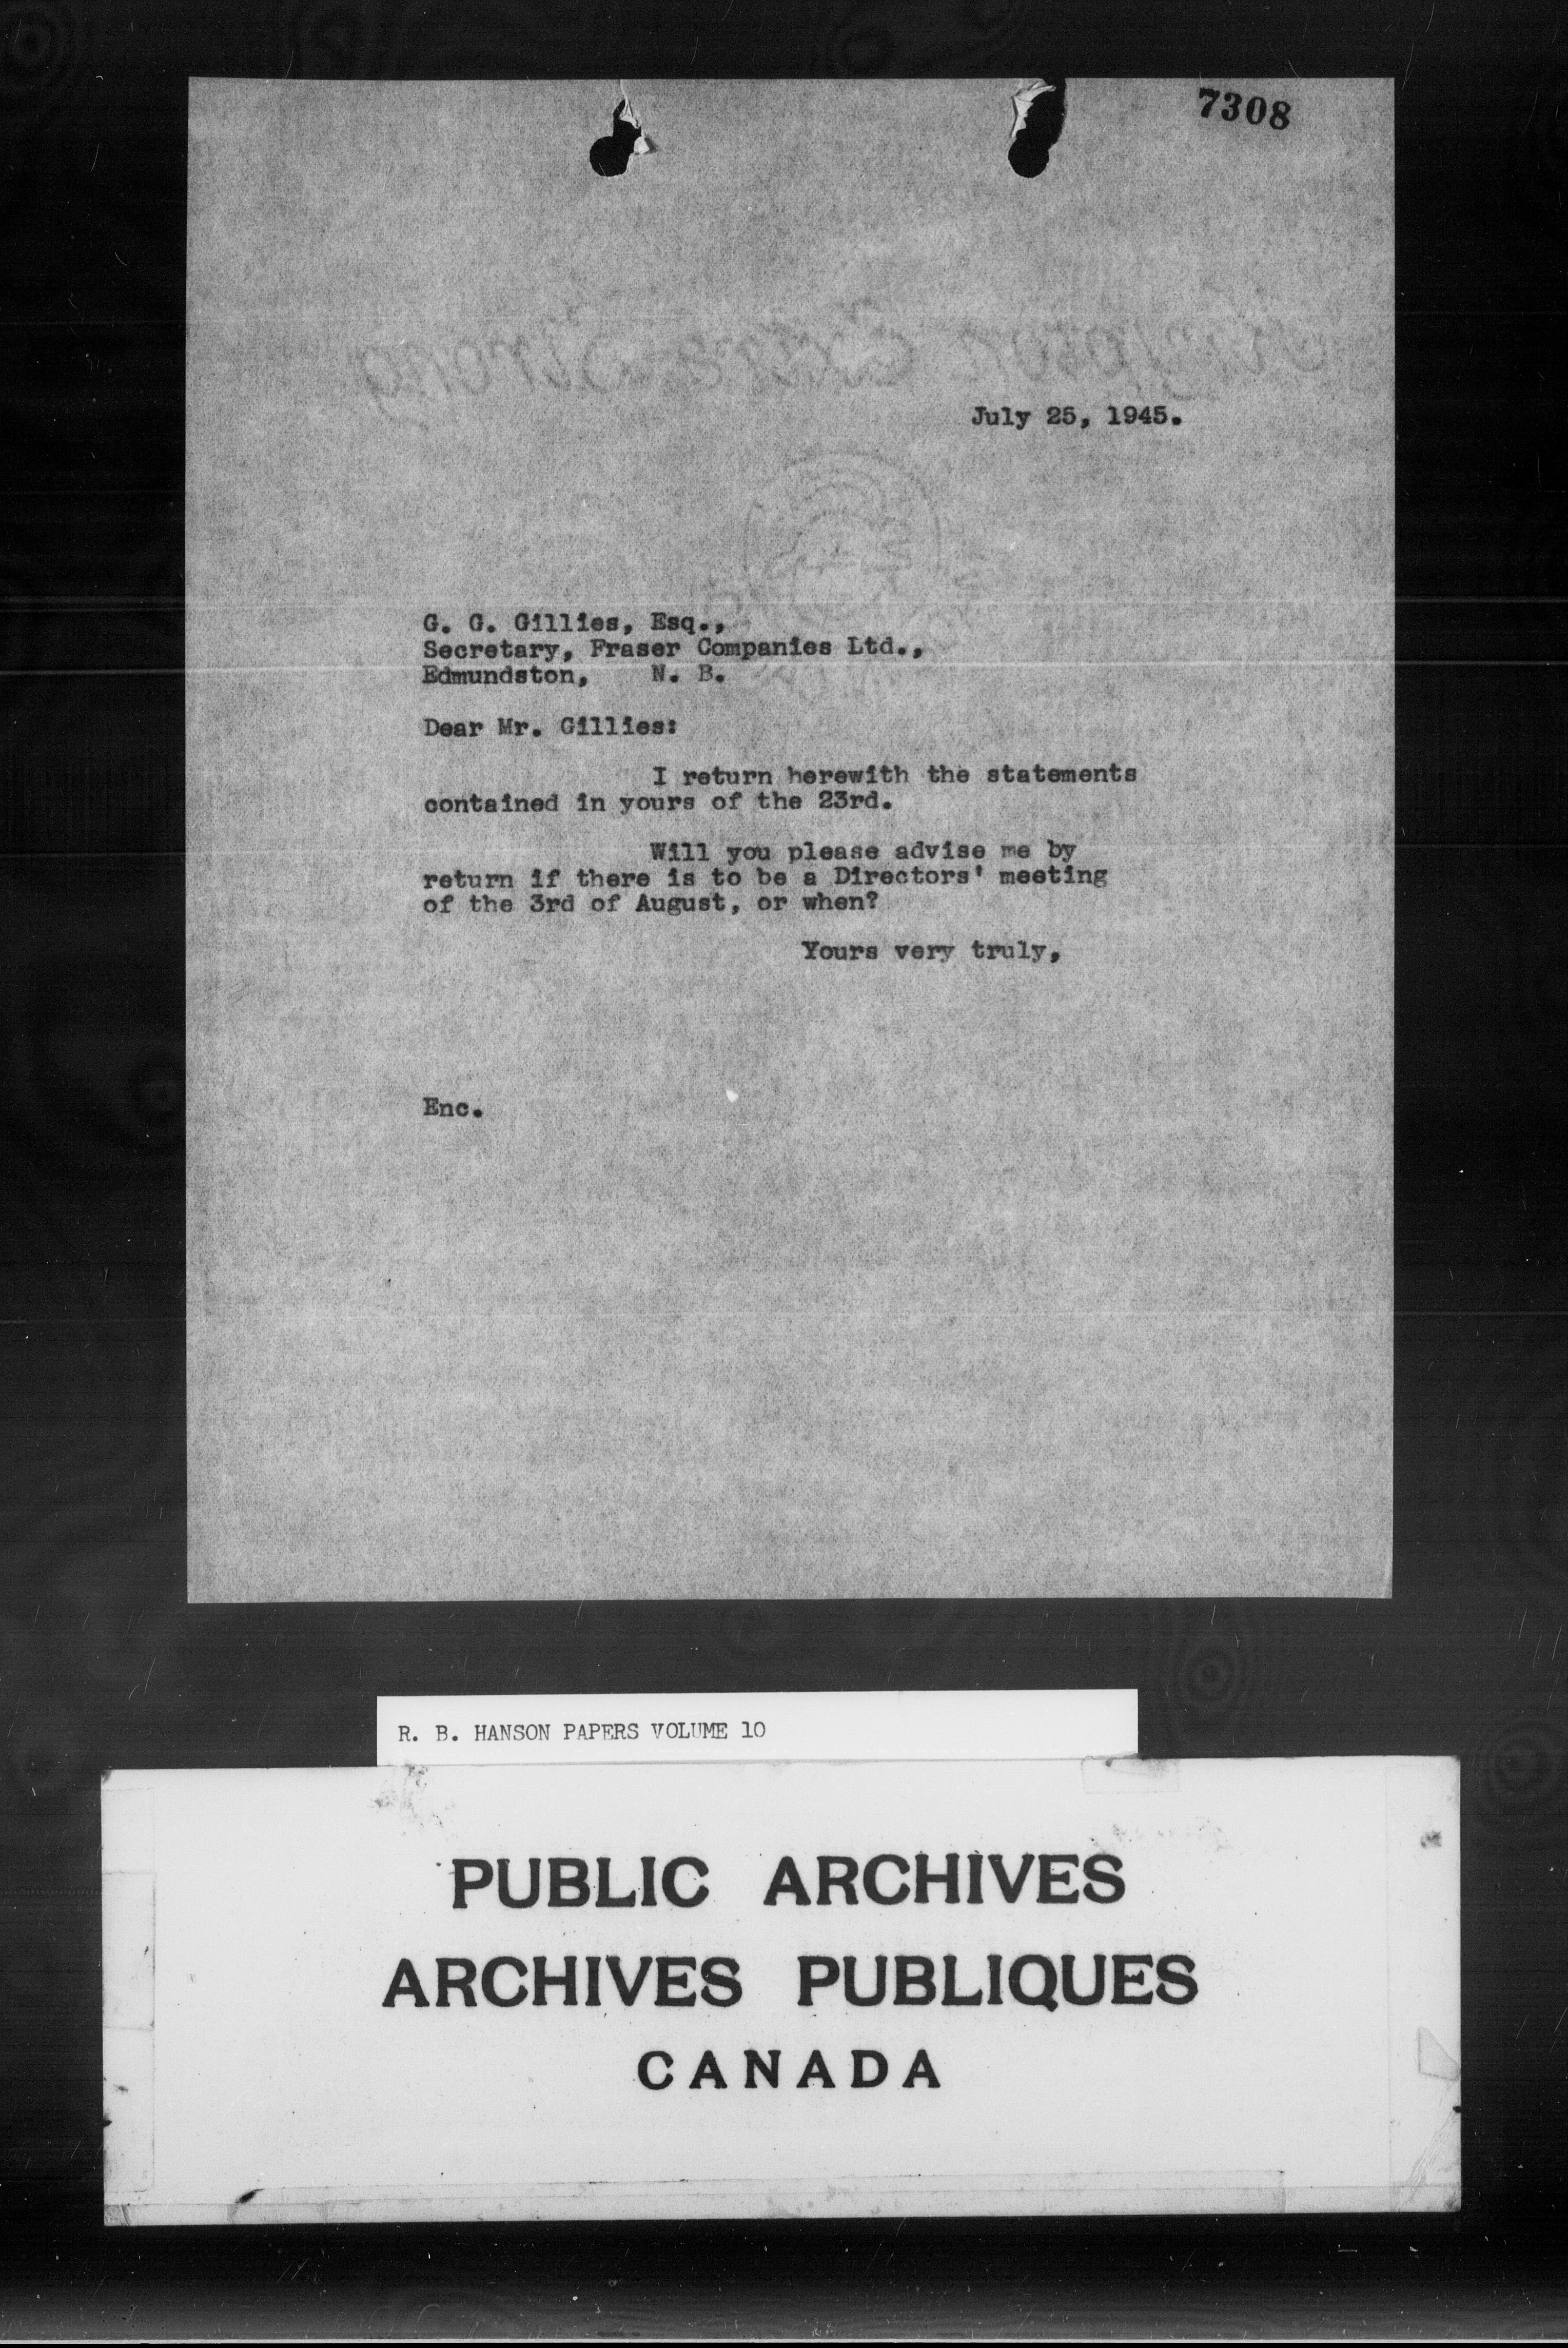 7308
July 25, 1945.
G. G. Gillies, Esq.,
Secretary, Fraser Companies Ltd.,
Edmundston, N. B.
Dear Mr. Gillies:
I return herewith the statements
contained in yours of the 23rd.
Will you please advise me by
return if there is to be a Directors' meeting
of the 3rd of August, or when?
Yours very truly,
Enc.
R. B. HANSON PAPERS VOLUME 10
PUBLIC ARCHIVES
ARCHIVES PUBLIQUES
CANADA